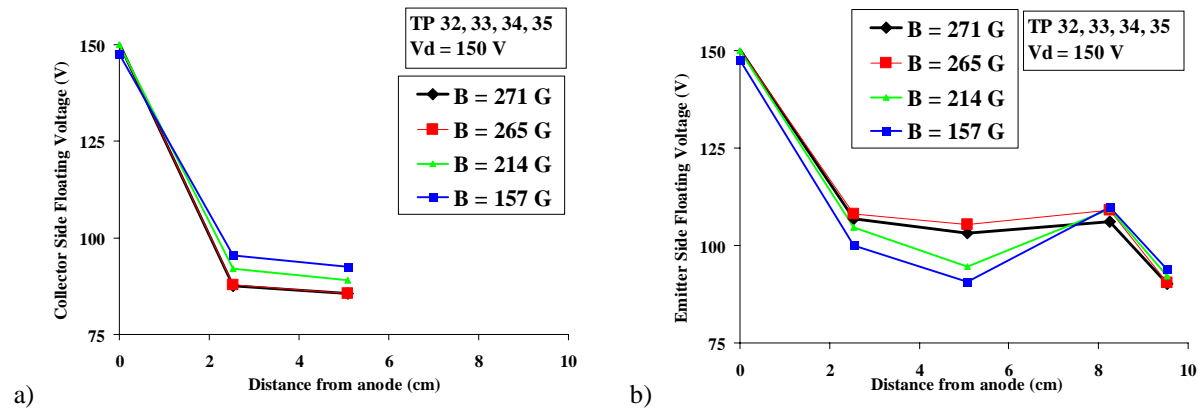 TP 32, 33, 34, 35
Vd = 150 V
B = 271 G
B = 265 G
B = 214 G
B = 157 G
Collector Side Floating Voltage (V)
150
125
100
75
0
2
4
6
8
10
Distance from anode (cm)
a)
B = 271 G
B = 265 G
B = 214 G
B = 157 G
TP 32, 33, 34, 35
Vd = 150 V
Emitter Side Floating Voltage (V)
150
125
100
75
0
2
4
6
8
10
Distance from anode (cm)
b)